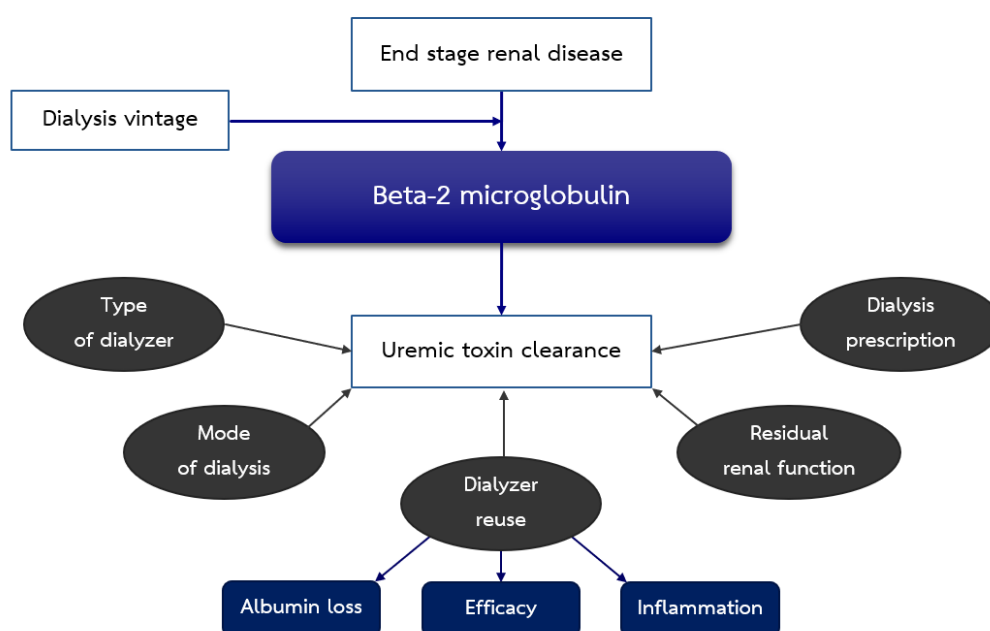 End stage renal disease
Dialysis vintage
Beta-2 microglobulin
Type
of dialyzer
Dialysis
prescription
Uremic toxin clearance
Mode
of dialysis
Residual
renal function
Dialyzer
reuse
Albumin loss
Efficacy
Inflammation